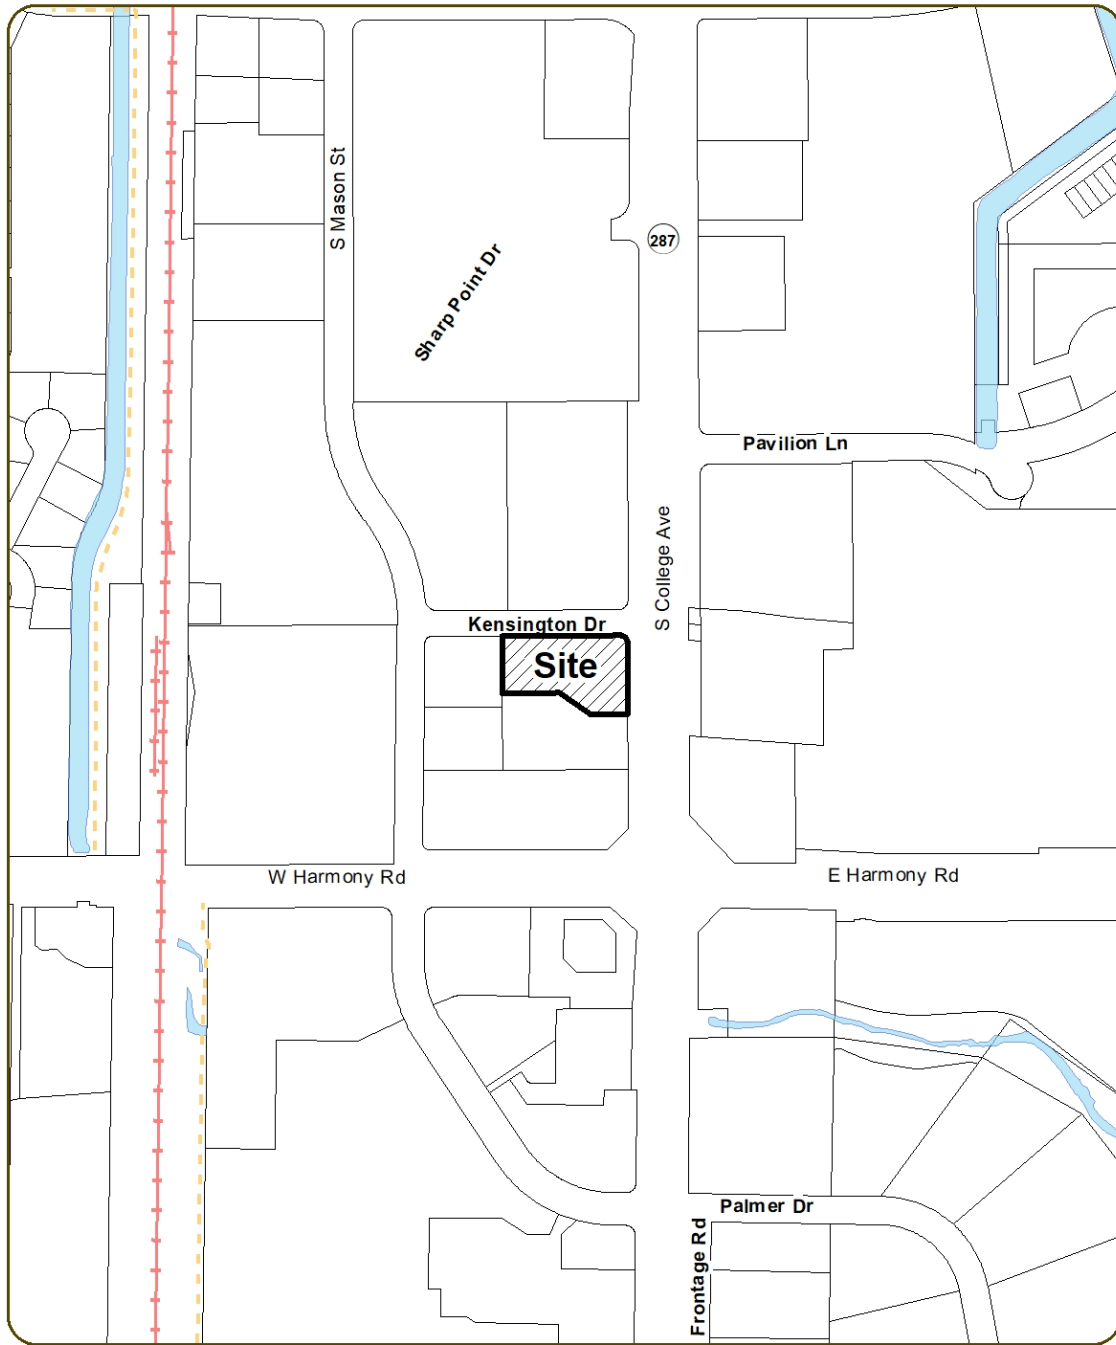 S Mason St
287
Sharp Point Dr
Pavilion Ln
S College Ave
Kensington Dr
Site
W Harmony Rd
E Harmony Rd
Palmer Dr
Frontage Rd